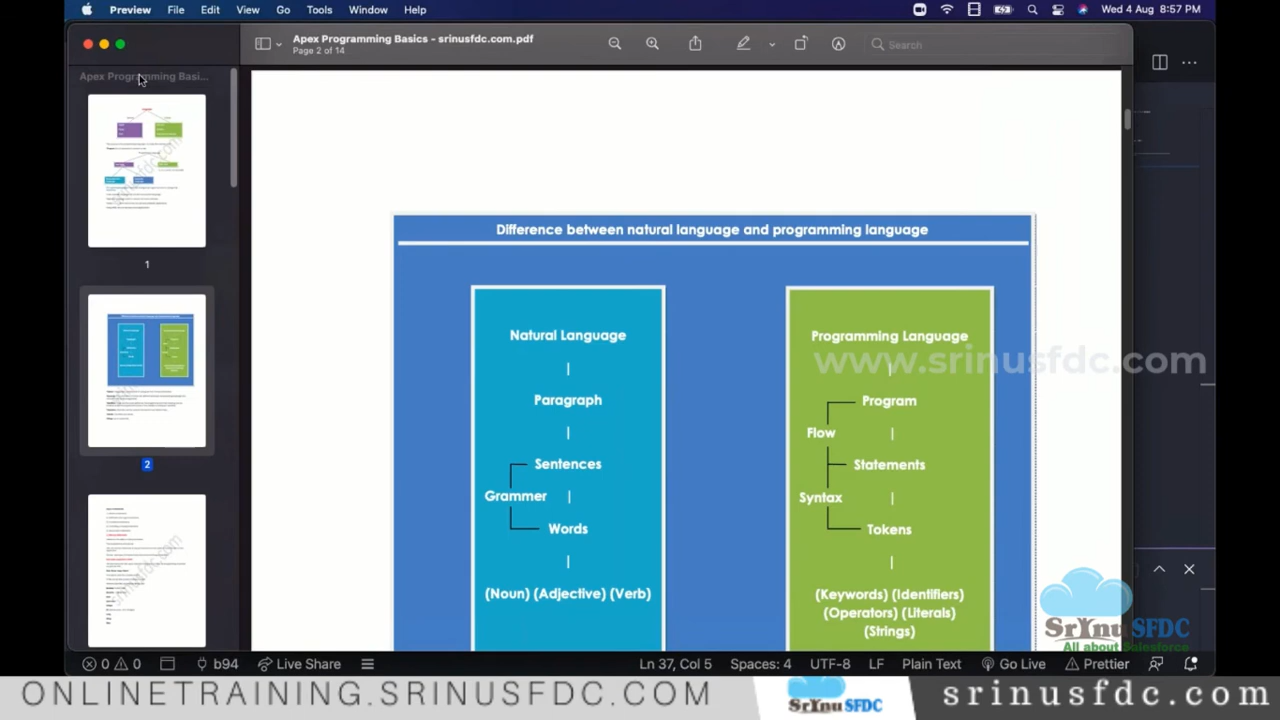 Preview File Edit View Go Tools Window Help Wed 4 Aug 8:57 PM
Apex Programming Basics - srinusfdc.com.pdf
Page 2 of 14
Search
Apex Programming Basi...
1
2
Difference between natural language and programming language
Natural Language
Paragraph
Sentences
Grammer
Wrds
(Noun) (Adjective) (Verb)
Programming Language
Program
Flow
Statements
Syntax
Tokens
(Keywords) (Identifiers)
(Operators) (Literals)
(Strings)
www.srinusfdc.com
SrYnu SFDC
All about Salesforce
0 0 b94 Live Share Ln 37, Col 5 Spaces: 4 UTF-8 LF Plain Text Go Live Prettier
ONLINETRAINING.SRINUSFDC.COM
SrYnu SFDC
srinusfdc.com